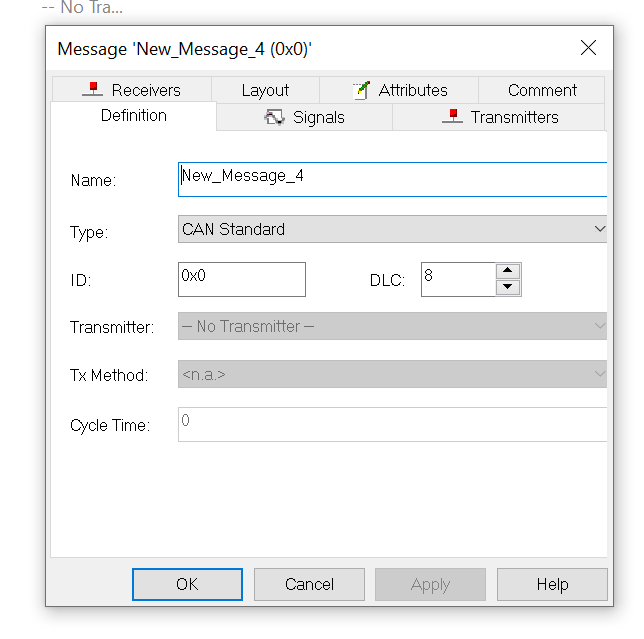 -- No Tra...
Message 'New_Message_4 (0x0)'
Receivers Layout Attributes Comment
Definition Signals Transmitters
Name: New_Message_4
Type: CAN Standard
ID: 0x0 DLC: 8
Transmitter: -- No Transmitter --
Tx Method: <n.a.>
Cycle Time: 0
OK Cancel Apply Help